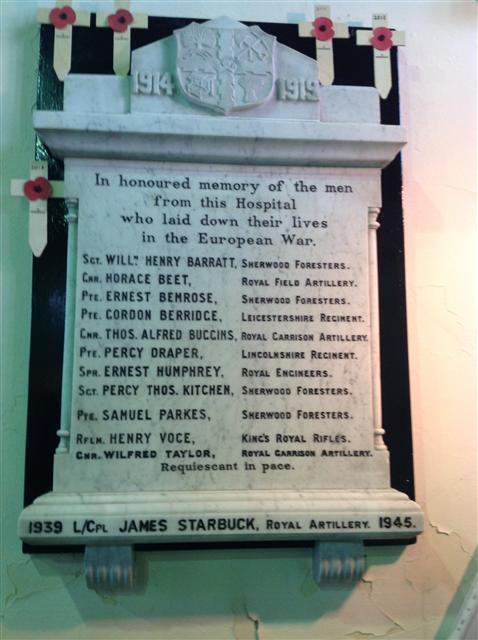 1914 1919
In honoured memory of the men
from this Hospital
who laid down their lives
in the European War.
Sgt. Willm Henry Barratt, Sherwood Foresters.
Gnr. Horace Beet, Royal Field Artillery.
Pte. Ernest Bemrose, Sherwood Foresters.
Pte. Gordon Berridge, Leicestershire Regiment.
Gnr. Thos. Alfred Buggins, Royal Garrison Artillery.
Pte. Percy Draper, Lincolnshire Regiment.
Spr. Ernest Humphrey, Royal Engineers.
Sgt. Percy Thos. Kitchen, Sherwood Foresters.
Pte. Samuel Parkes, Sherwood Foresters.
Rflm. Henry Voce, King's Royal Rifles.
Gnr. Wilfred Taylor, Royal Garrison Artillery.
Requiescant in pace.
1939 L/Cpl James Starbuck, Royal Artillery. 1945.